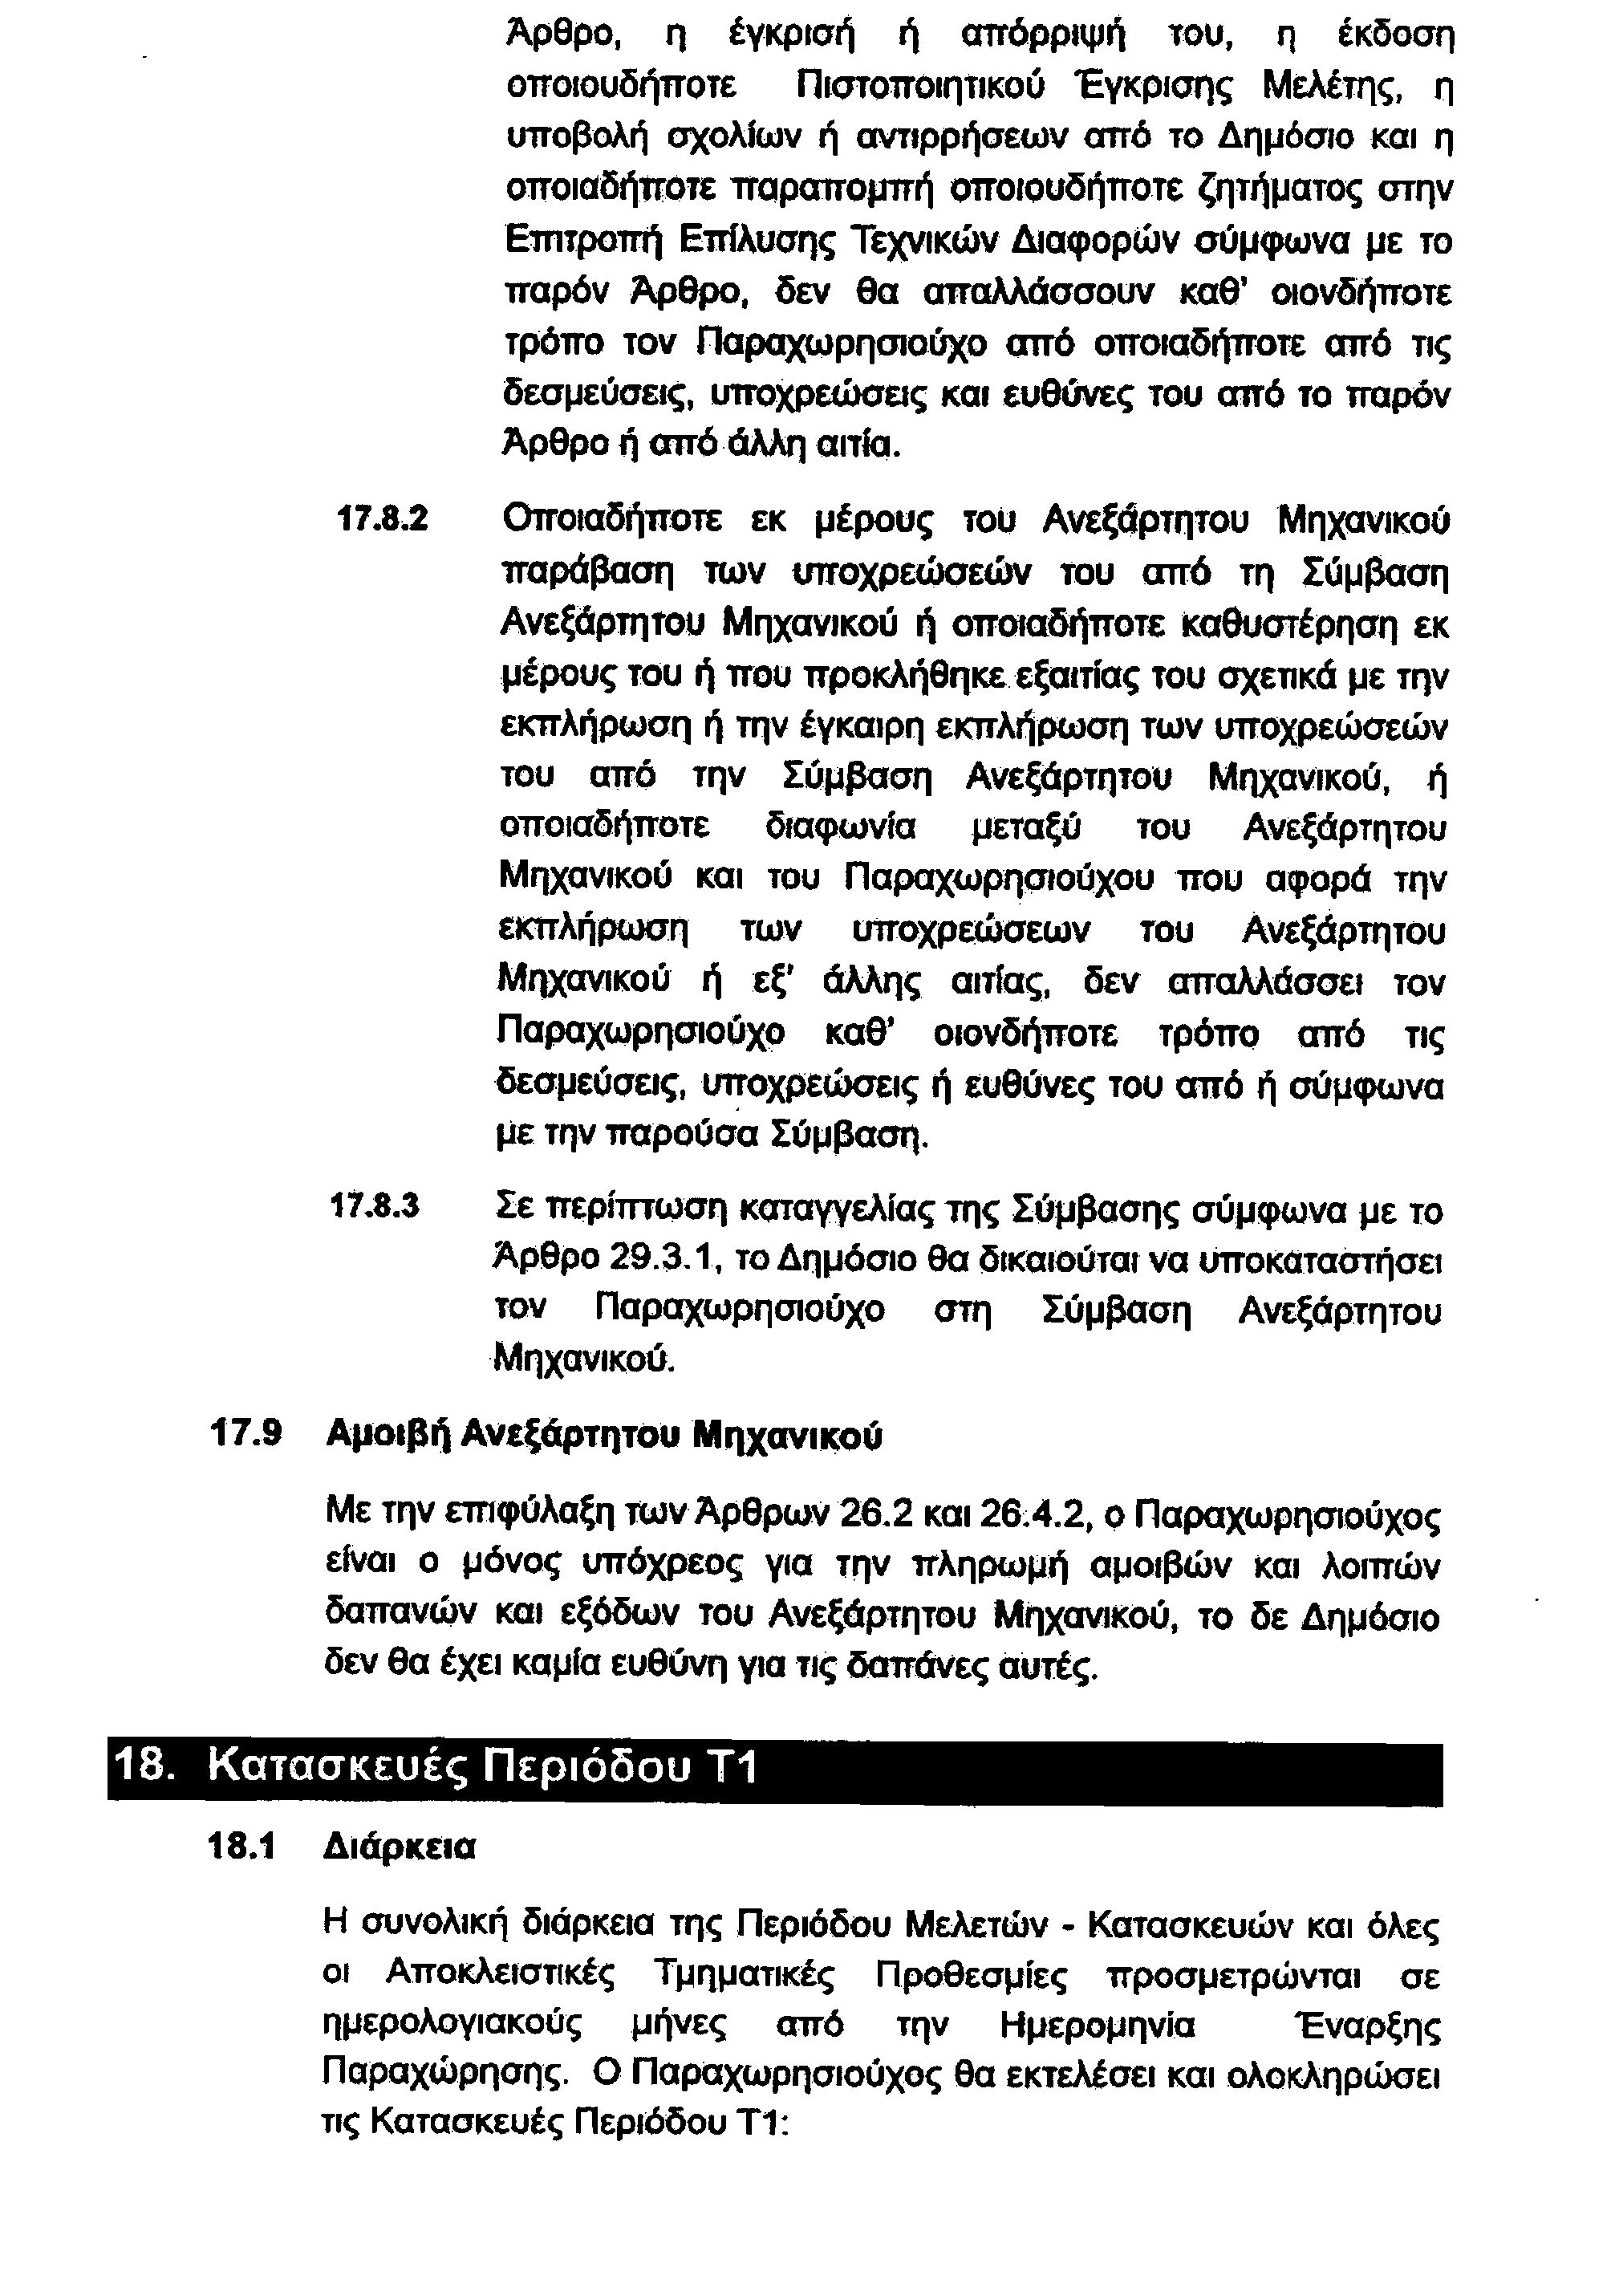 Άρθρο, η έγκρισή ή απόρριψή του, η έκδοση
οποιουδήποτε Πιστοποιητικού Έγκρισης Μελέτης, η
υποβολή σχολίων ή αντιρρήσεων από το Δημόσιο και η
οποιαδήποτε παραπομπή οποιουδήποτε ζητήματος στην
Επιτροπή Επίλυσης Τεχνικών Διαφορών σύμφωνα με το
παρόν Άρθρο, δεν θα απαλλάσσουν καθ' οιονδήποτε
τρόπο τον Παραχωρησιούχο από οποιαδήποτε από τις
δεσμεύσεις, υποχρεώσεις και ευθύνες του από το παρόν
Άρθρο ή από άλλη αιτία.
17.8.2 Οποιαδήποτε εκ μέρους του Ανεξάρτητου Μηχανικού
παράβαση των υποχρεώσεών του από τη Σύμβαση
Ανεξάρτητου Μηχανικού ή οποιαδήποτε καθυστέρηση εκ
μέρους του ή που προκλήθηκε εξαιτίας του σχετικά με την
εκπλήρωση ή την έγκαιρη εκπλήρωση των υποχρεώσεών
του από την Σύμβαση Ανεξάρτητου Μηχανικού, ή
οποιαδήποτε διαφωνία μεταξύ του Ανεξάρτητου
Μηχανικού και του Παραχωρησιούχου που αφορά την
εκπλήρωση των υποχρεώσεων του Ανεξάρτητου
Μηχανικού ή εξ' άλλης αιτίας, δεν απαλλάσσει τον
Παραχωρησιούχο καθ' οιονδήποτε τρόπο από τις
δεσμεύσεις, υποχρεώσεις ή ευθύνες του από ή σύμφωνα
με την παρούσα Σύμβαση.
17.8.3 Σε περίπτωση καταγγελίας της Σύμβασης σύμφωνα με το
Άρθρο 29.3.1, το Δημόσιο θα δικαιούται να υποκαταστήσει
τον Παραχωρησιούχο στη Σύμβαση Ανεξάρτητου
Μηχανικού.
17.9 Αμοιβή Ανεξάρτητου Μηχανικού
Με την επιφύλαξη των Άρθρων 26.2 και 26.4.2, ο Παραχωρησιούχος
είναι ο μόνος υπόχρεος για την πληρωμή αμοιβών και λοιπών
δαπανών και εξόδων του Ανεξάρτητου Μηχανικού, το δε Δημόσιο
δεν θα έχει καμία ευθύνη για τις δαπάνες αυτές.
18. Κατασκευές Περιόδου Τ1
18.1 Διάρκεια
Η συνολική διάρκεια της Περιόδου Μελετών - Κατασκευών και όλες
οι Αποκλειστικές Τμηματικές Προθεσμίες προσμετρώνται σε
ημερολογιακούς μήνες από την Ημερομηνία Έναρξης
Παραχώρησης. Ο Παραχωρησιούχος θα εκτελέσει και ολοκληρώσει
τις Κατασκευές Περιόδου Τ1: